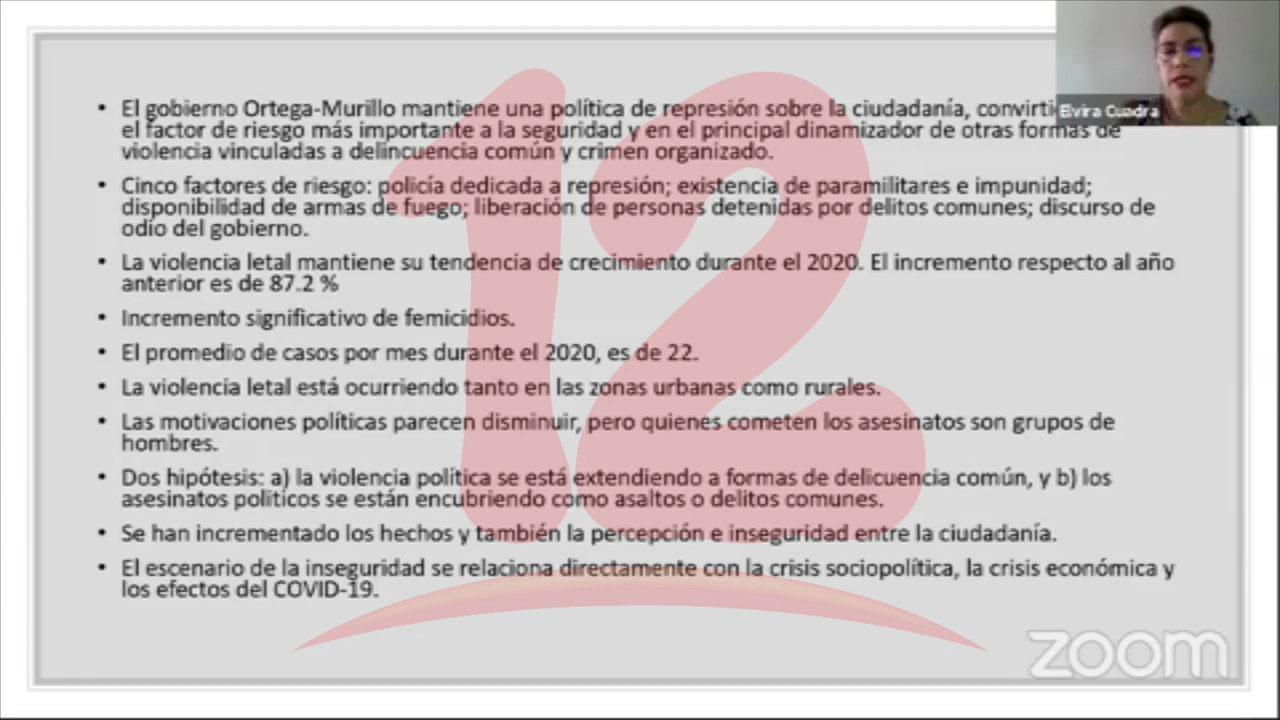 • El gobierno Ortega-Murillo mantiene una política de represión sobre la ciudadanía,
el factor de riesgo más importante a la seguridad y en el principal dinamizador de otras formas de
violencia vinculadas a delincuencia común y crimen organizado.
• Cinco factores de riesgo: policía dedicada a represión; existencia de paramilitares e impunidad;
disponibilidad de armas de fuego; liberación de personas detenidas por delitos comunes; discurso de
odio del gobierno.
• La violencia letal mantiene su tendencia de crecimiento durante el 2020. El incremento respecto al año
anterior es de 87.2 %
• Incremento significativo de femicidios.
• El promedio de casos por mes durante el 2020, es de 22.
• La violencia letal está ocurriendo tanto en las zonas urbanas como rurales.
• Las motivaciones políticas parecen disminuir, pero quienes cometen los asesinatos son grupos de
hombres.
• Dos hipótesis: a) la violencia política se está extendiendo a formas de delicuencia común, y b) los
asesinatos politicos se están encubriendo como asaltos o delitos comunes.
• Se han incrementado los hechos y también la percepción e inseguridad entre la ciudadanía.
• El escenario de la inseguridad se relaciona directamente con la crisis sociopolítica, la crisis económica y
los efectos del COVID-19.
Elvira Cuadra
12
zoom